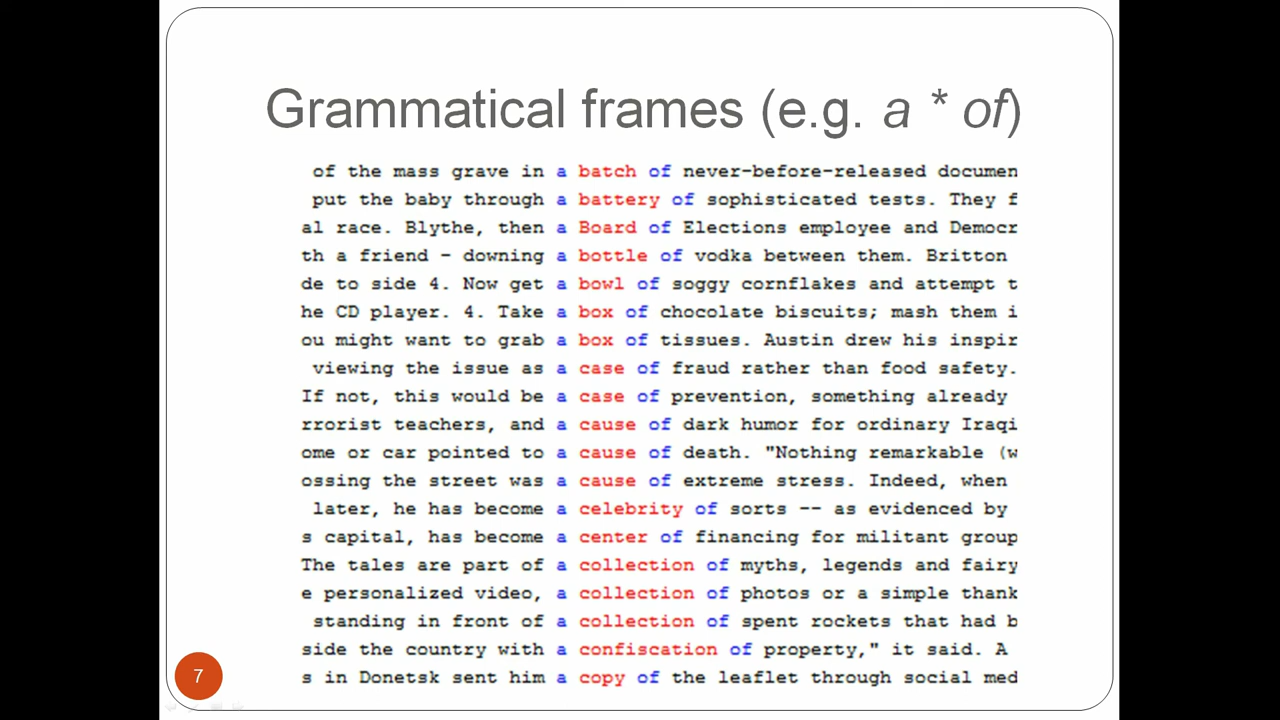 Grammatical frames (e.g. a * of)
of the mass grave in a batch of never-before-released documen
put the baby through a battery of sophisticated tests. They f
al race. Blythe, then a Board of Elections employee and Democr
th a friend - downing a bottle of vodka between them. Britton
de to side 4. Now get a bowl of soggy cornflakes and attempt t
he CD player. 4. Take a box of chocolate biscuits; mash them i
ou might want to grab a box of tissues. Austin drew his inspir
viewing the issue as a case of fraud rather than food safety.
If not, this would be a case of prevention, something already
rrorist teachers, and a cause of dark humor for ordinary Iraqi
ome or car pointed to a cause of death. "Nothing remarkable (w
ossing the street was a cause of extreme stress. Indeed, when
later, he has become a celebrity of sorts -- as evidenced by
s capital, has become a center of financing for militant group
The tales are part of a collection of myths, legends and fairy
e personalized video, a collection of photos or a simple thank
standing in front of a collection of spent rockets that had b
side the country with a confiscation of property," it said. A
s in Donetsk sent him a copy of the leaflet through social med
7